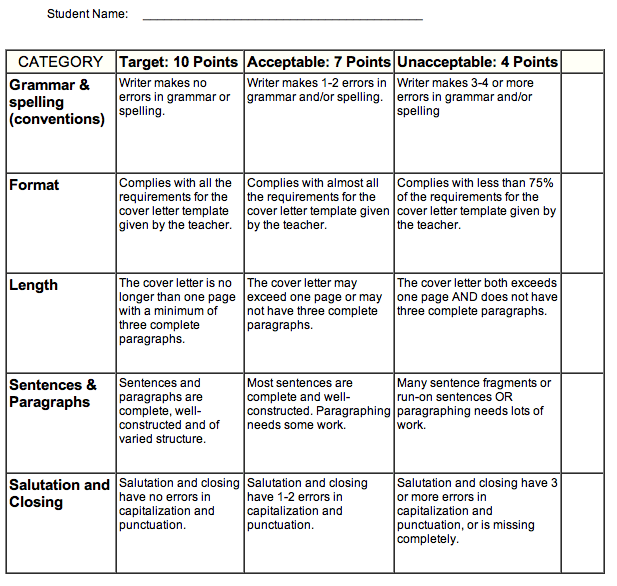 Student Name: ________________________________________
CATEGORY Target: 10 Points Acceptable: 7 Points Unacceptable: 4 Points
Grammar &
spelling
(conventions)
Writer makes no
errors in grammar or
spelling.
Writer makes 1-2 errors in
grammar and/or spelling.
Writer makes 3-4 or more
errors in grammar and/or
spelling
Format
Complies with all the
requirements for the
cover letter template
given by the teacher.
Complies with almost all
the requirements for the
cover letter template given
by the teacher.
Complies with less than 75%
of the requirements for the
cover letter template given by
the teacher.
Length
The cover letter is no
longer than one page
with a minimum of
three complete
paragraphs.
The cover letter may
exceed one page or may
not have three complete
paragraphs.
The cover letter both exceeds
one page AND does not have
three complete paragraphs.
Sentences &
Paragraphs
Sentences and
paragraphs are
complete, well-
constructed and of
varied structure.
Most sentences are
complete and well-
constructed. Paragraphing
needs some work.
Many sentence fragments or
run-on sentences OR
paragraphing needs lots of
work.
Salutation and
Closing
Salutation and closing
have no errors in
capitalization and
punctuation.
Salutation and closing
have 1-2 errors in
capitalization and
punctuation.
Salutation and closing have 3
or more errors in
capitalization and
punctuation, or is missing
completely.